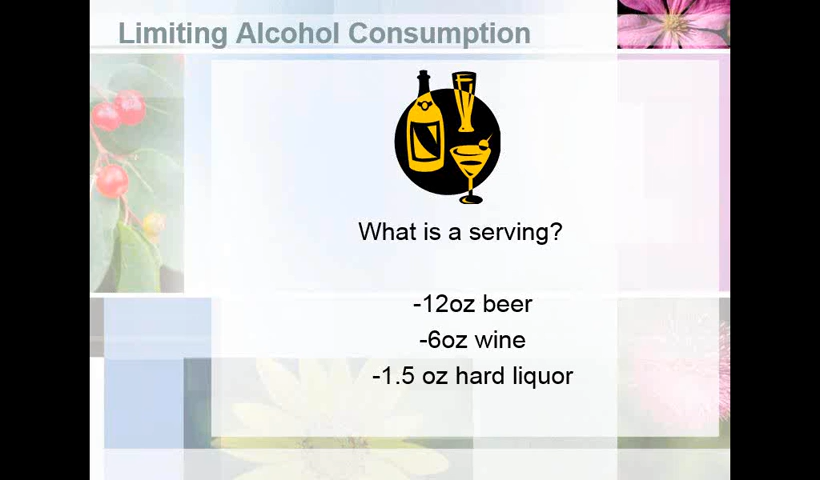 Limiting Alcohol Consumption
What is a serving?
-12oz beer
-6oz wine
-1.5 oz hard liquor